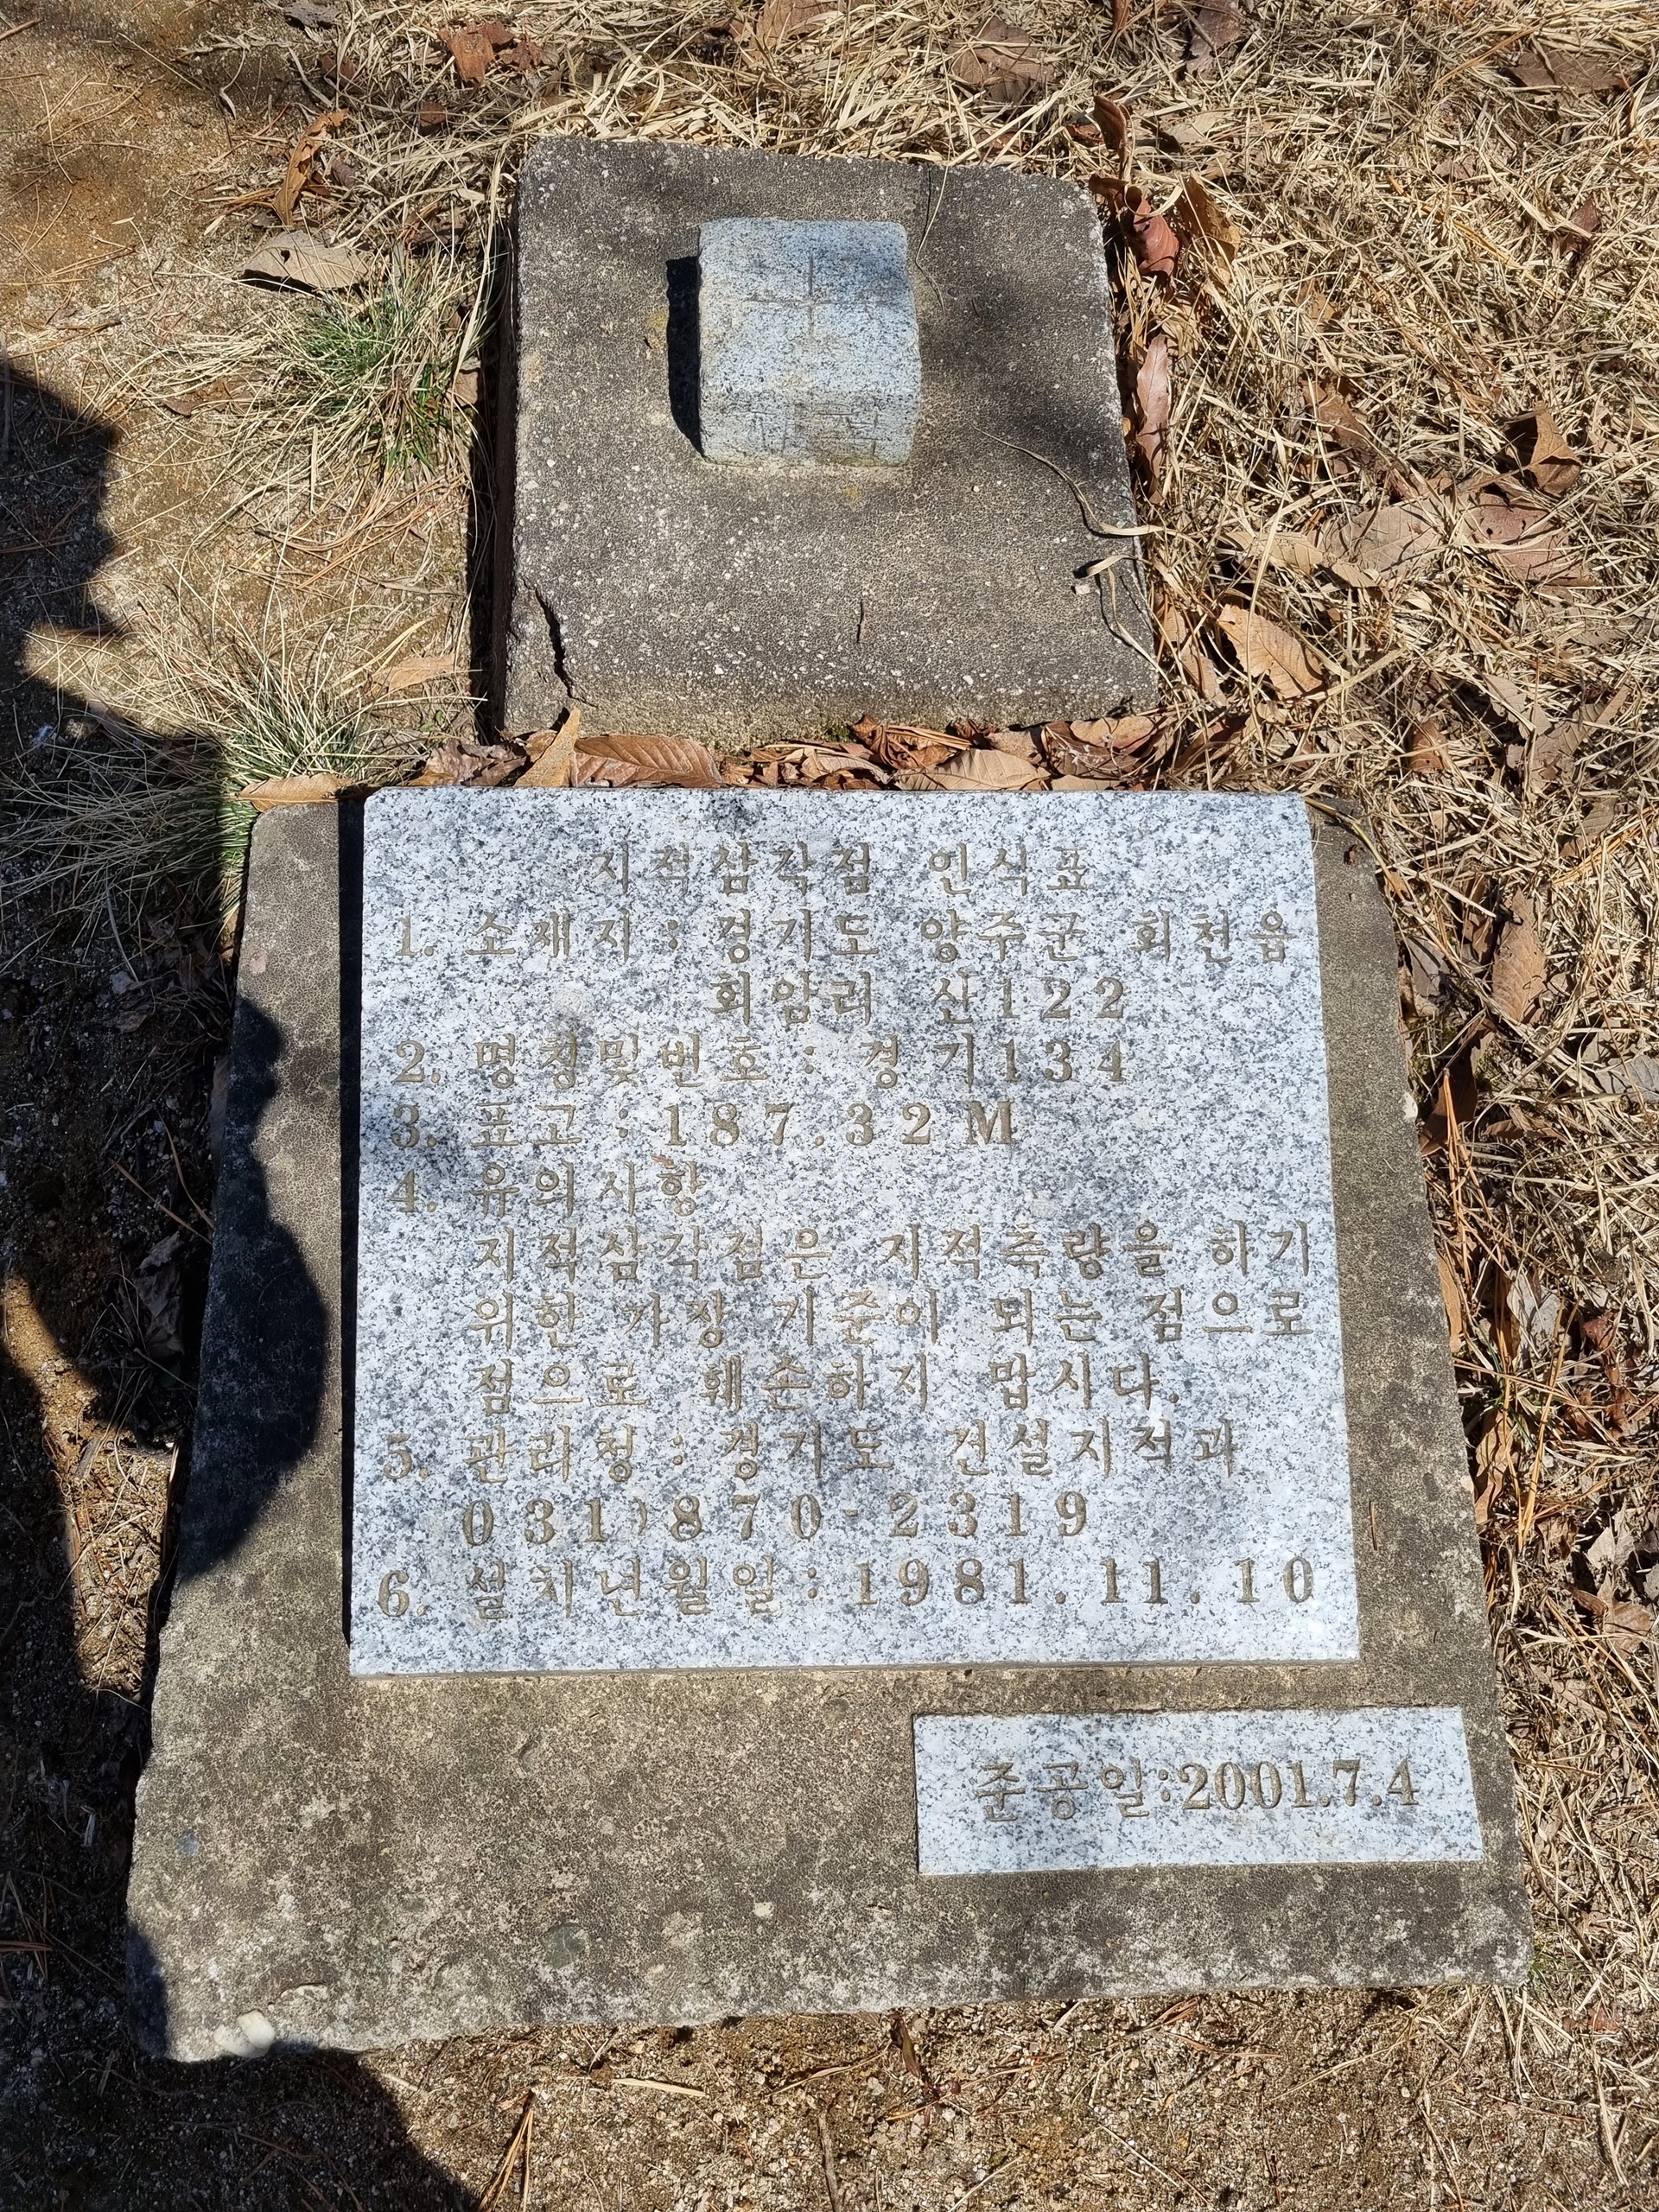 지적삼각점 인식표
1. 소재지 : 경기도 양주군 회천읍
회암리 산122
2. 명칭및번호 : 경기134
3. 표고 : 187.32M
4. 유의사항
지적삼각점은 지적측량을 하기
위한 가장 기준이 되는 점으로
점으로 훼손하지 맙시다.
5. 관리청 : 경기도 건설지적과
031)870-2319
6. 설치년월일 : 1981.11.10
준공일:2001.7.4